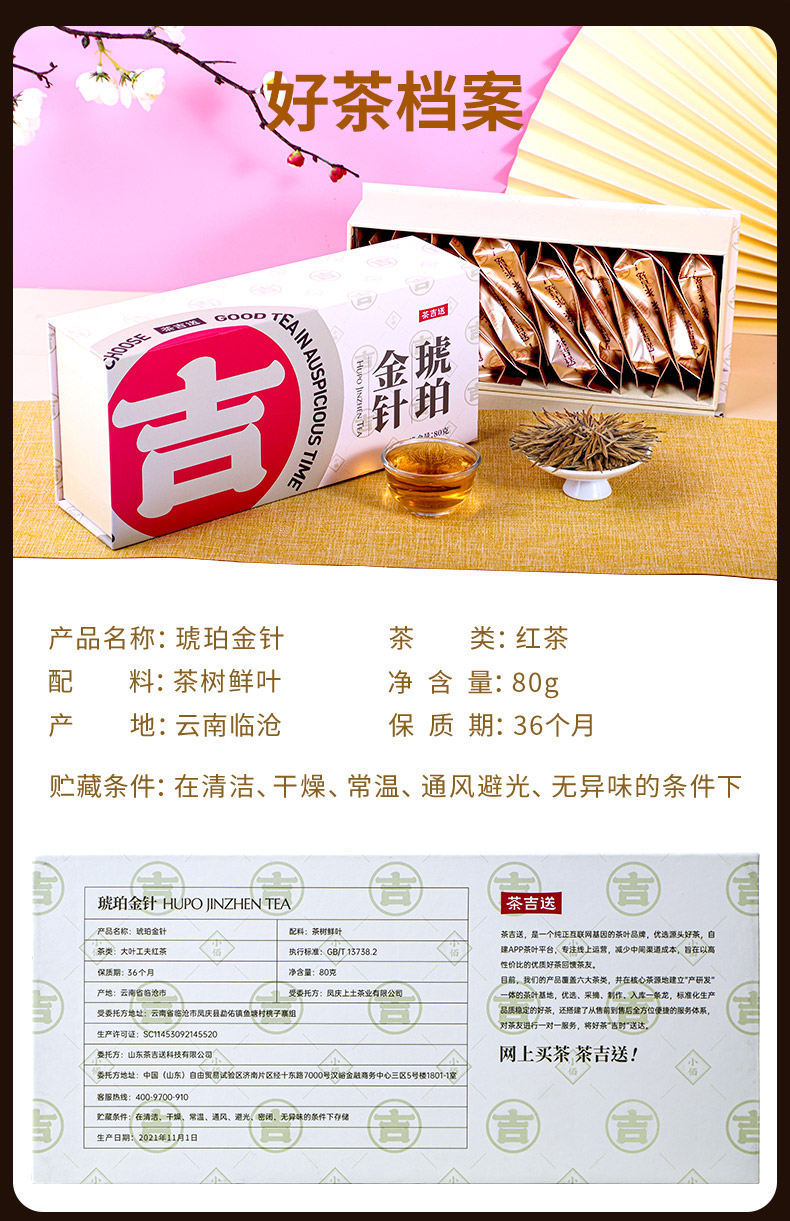 好茶档案
CHOOSE 茶吉送 GOOD TEA IN AUSPICIOUS TIME
吉
茶吉送
琥珀
金针
HUPO JINZHEN TEA
80克
产品名称：琥珀金针
茶 类：红茶
配 料：茶树鲜叶
净 含 量：80g
产 地：云南临沧
保 质 期：36个月
贮藏条件：在清洁、干燥、常温、通风避光、无异味的条件下
琥珀金针 HUPO JINZHEN TEA
产品名称：琥珀金针
配料：茶树鲜叶
茶类：大叶工夫红茶
执行标准：GB/T 13738.2
保质期：36个月
净含量：80克
产地：云南省临沧市
受委托方：凤庆上土茶业有限公司
受委托方地址：云南省临沧市凤庆县勐佑镇鱼塘村桃子寨组
生产许可证：SC11453092145520
委托方：山东茶吉送科技有限公司
委托方地址：中国（山东）自由贸易试验区济南片区经十东路7000号汉峪金融商务中心三区5号楼1801-1室
客服热线：400-9700-910
贮藏条件：在清洁、干燥、常温、通风、避光、密闭、无异味的条件下存储
生产日期：2021年11月1日
茶吉送
茶吉送，是一个纯正互联网基因的茶叶品牌，优选源头好茶，自
建APP茶叶平台，专注线上运营，减少中间渠道成本，旨在以高
性价比的优质好茶回馈茶友。
目前，我们的产品覆盖六大茶类，并在核心茶源地建立“产研发”
一体的茶叶基地，优选、采摘、制作、入库一条龙，标准化生产
品质稳定的好茶，还搭建了从售前到售后全方位便捷的服务体系，
对茶友进行一对一服务，将好茶“吉时”送达。
网上买茶 茶吉送！